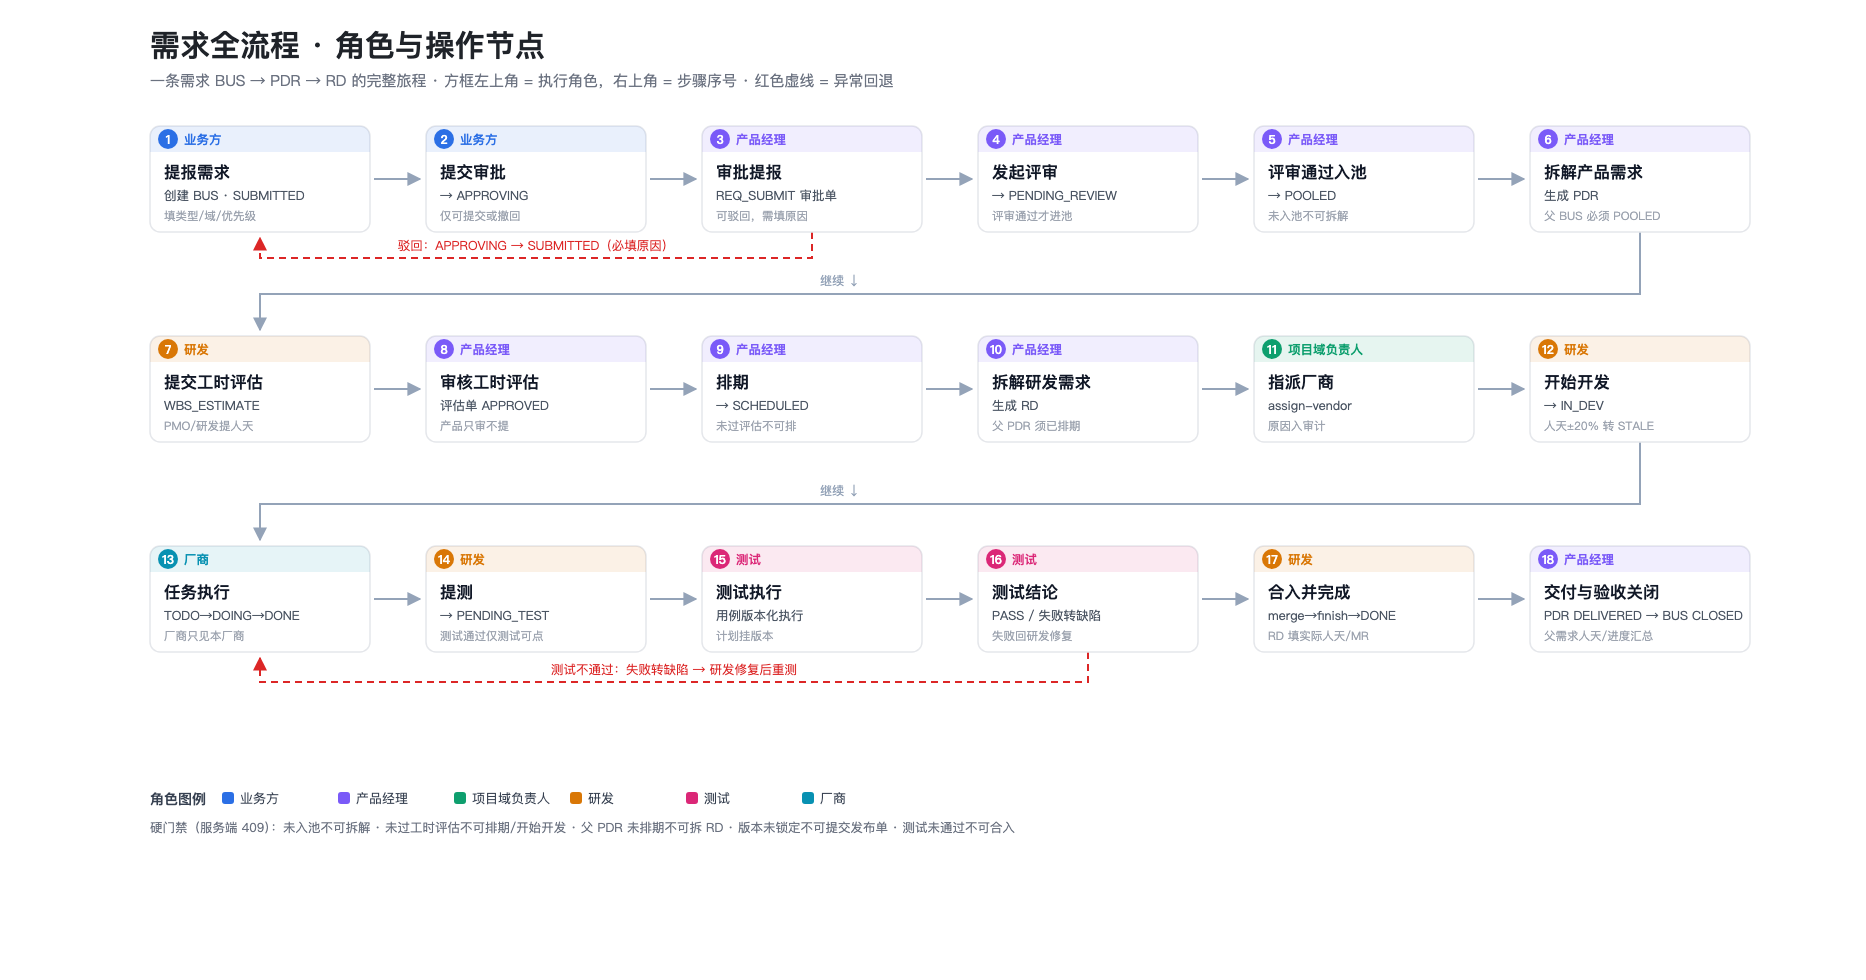 需求全流程 · 角色与操作节点
一条需求 BUS → PDR → RD 的完整旅程 · 方框左上角 = 执行角色，右上角 = 步骤序号 · 红色虚线 = 异常回退
1 业务方
提报需求
创建 BUS · SUBMITTED
填类型/域/优先级
2 业务方
提交审批
→ APPROVING
仅可提交或撤回
3 产品经理
审批提报
REQ_SUBMIT 审批单
可驳回，需填原因
4 产品经理
发起评审
→ PENDING_REVIEW
评审通过才进池
5 产品经理
评审通过入池
→ POOLED
未入池不可拆解
6 产品经理
拆解产品需求
生成 PDR
父 BUS 必须 POOLED
驳回：APPROVING → SUBMITTED（必填原因）
继续 ↓
7 研发
提交工时评估
WBS_ESTIMATE
PMO/研发提人天
8 产品经理
审核工时评估
评估单 APPROVED
产品只审不提
9 产品经理
排期
→ SCHEDULED
未过评估不可排
10 产品经理
拆解研发需求
生成 RD
父 PDR 须已排期
11 项目域负责人
指派厂商
assign-vendor
原因入审计
12 研发
开始开发
→ IN_DEV
人天±20% 转 STALE
继续 ↓
13 厂商
任务执行
TODO→DOING→DONE
厂商只见本厂商
14 研发
提测
→ PENDING_TEST
测试通过仅测试可点
15 测试
测试执行
用例版本化执行
计划挂版本
16 测试
测试结论
PASS / 失败转缺陷
失败回研发修复
17 研发
合入并完成
merge→finish→DONE
RD 填实际人天/MR
18 产品经理
交付与验收关闭
PDR DELIVERED → BUS CLOSED
父需求人天/进度汇总
测试不通过：失败转缺陷 → 研发修复后重测
角色图例 业务方 产品经理 项目域负责人 研发 测试 厂商
硬门禁（服务端 409）：未入池不可拆解 · 未过工时评估不可排期/开始开发 · 父 PDR 未排期不可拆 RD · 版本未锁定不可提交发布单 · 测试未通过不可合入